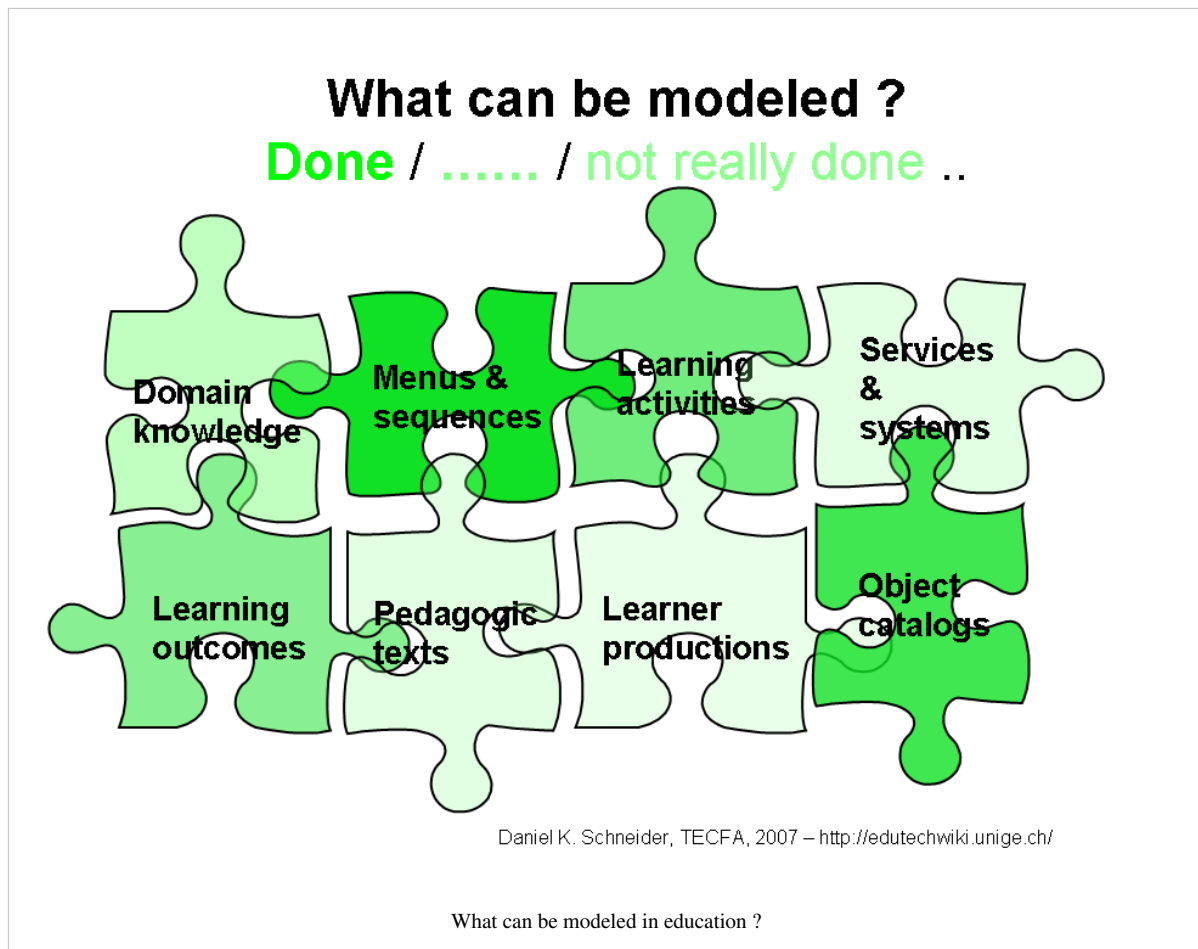 What can be modeled ?
Done / ...... / not really done ..
Domain
knowledge
Menus &
sequences
Learning
activities
Services
&
systems
Learning
outcomes
Pedagogic
texts
Learner
productions
Object
catalogs
Daniel K. Schneider, TECFA, 2007 – http://edutechwiki.unige.ch/
What can be modeled in education ?